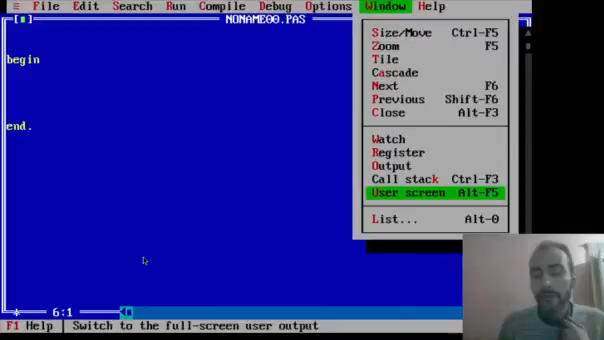 ≡ File Edit Search Run Compile Debug Options Window Help
[■] NONAME00.PAS
begin
end.
Size/Move Ctrl-F5
Zoom F5
Tile
Cascade
Next F6
Previous Shift-F6
Close Alt-F3
Watch
Register
Output
Call stack Ctrl-F3
User screen Alt-F5
List... Alt-0
6:1
F1 Help | Switch to the full-screen user output